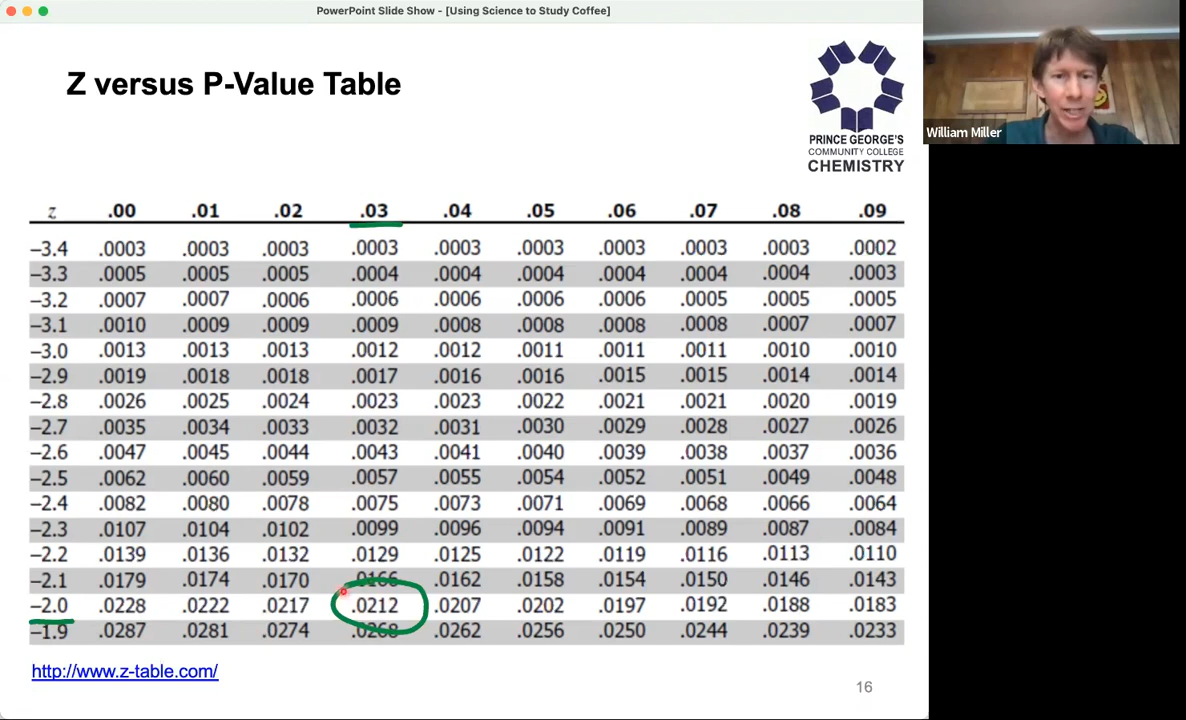 PowerPoint Slide Show - [Using Science to Study Coffee]
Z versus P-Value Table
PRINCE GEORGE'S
COMMUNITY COLLEGE
CHEMISTRY
William Miller
z .00 .01 .02 .03 .04 .05 .06 .07 .08 .09
−3.4 .0003 .0003 .0003 .0003 .0003 .0003 .0003 .0003 .0003 .0002
−3.3 .0005 .0005 .0005 .0004 .0004 .0004 .0004 .0004 .0004 .0003
−3.2 .0007 .0007 .0006 .0006 .0006 .0006 .0006 .0005 .0005 .0005
−3.1 .0010 .0009 .0009 .0009 .0008 .0008 .0008 .0008 .0007 .0007
−3.0 .0013 .0013 .0013 .0012 .0012 .0011 .0011 .0011 .0010 .0010
−2.9 .0019 .0018 .0018 .0017 .0016 .0016 .0015 .0015 .0014 .0014
−2.8 .0026 .0025 .0024 .0023 .0023 .0022 .0021 .0021 .0020 .0019
−2.7 .0035 .0034 .0033 .0032 .0031 .0030 .0029 .0028 .0027 .0026
−2.6 .0047 .0045 .0044 .0043 .0041 .0040 .0039 .0038 .0037 .0036
−2.5 .0062 .0060 .0059 .0057 .0055 .0054 .0052 .0051 .0049 .0048
−2.4 .0082 .0080 .0078 .0075 .0073 .0071 .0069 .0068 .0066 .0064
−2.3 .0107 .0104 .0102 .0099 .0096 .0094 .0091 .0089 .0087 .0084
−2.2 .0139 .0136 .0132 .0129 .0125 .0122 .0119 .0116 .0113 .0110
−2.1 .0179 .0174 .0170 .0166 .0162 .0158 .0154 .0150 .0146 .0143
−2.0 .0228 .0222 .0217 .0212 .0207 .0202 .0197 .0192 .0188 .0183
−1.9 .0287 .0281 .0274 .0268 .0262 .0256 .0250 .0244 .0239 .0233
http://www.z-table.com/
16